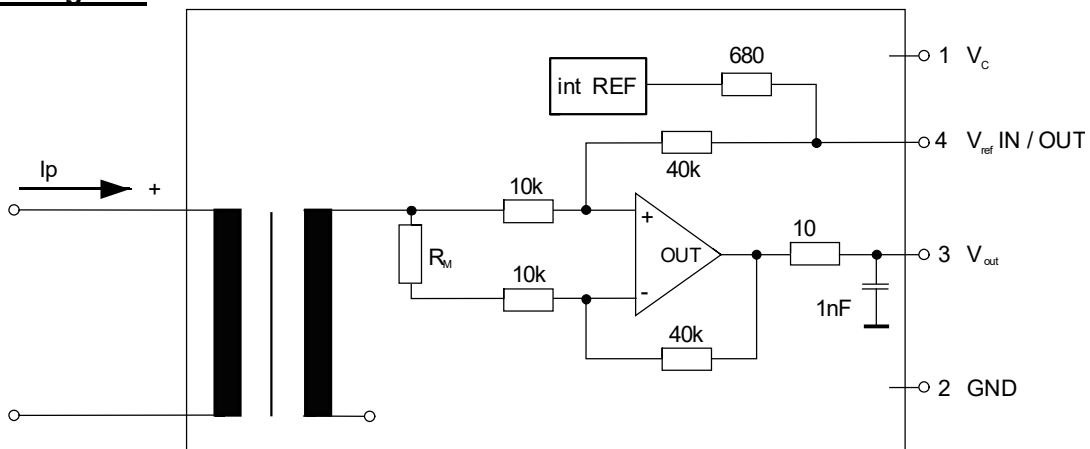 1 V_C
680
int REF
4 V_ref IN / OUT
40k
Ip
+
10k
+
10
OUT
3 V_out
R_M
10k
-
1nF
40k
2 GND